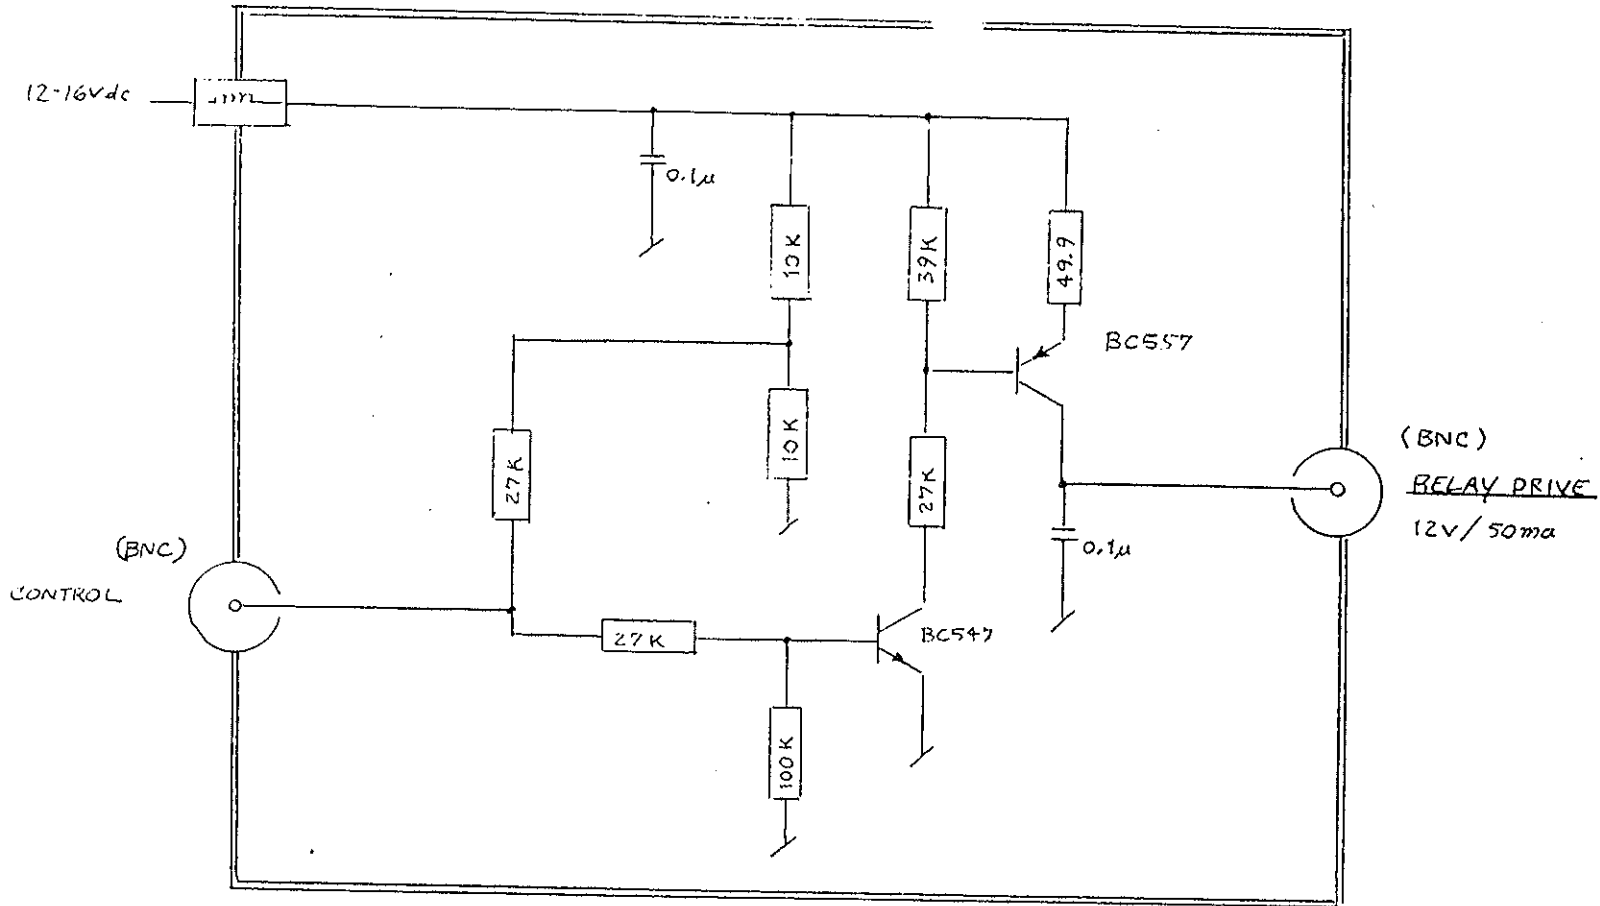 12-16Vdc
0.1µ
10K
39K
49.9
BC557
10K
27K
27K
(BNC)
RELAY DRIVE
12V/50ma
0.1µ
(BNC)
CONTROL
27K
BC547
100K